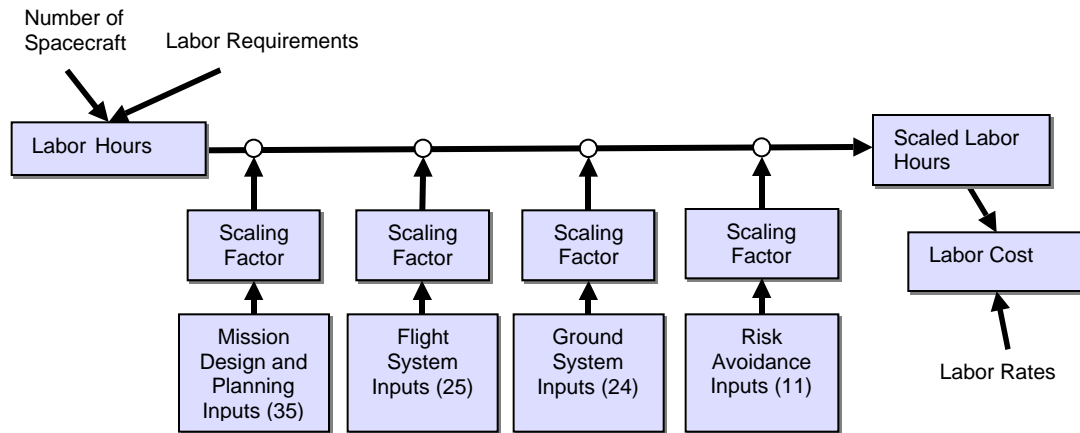 Number of
Spacecraft
Labor Requirements
Labor Hours
Scaled Labor
Hours
Scaling
Factor
Scaling
Factor
Scaling
Factor
Scaling
Factor
Labor Cost
Mission
Design and
Planning
Inputs (35)
Flight
System
Inputs (25)
Ground
System
Inputs (24)
Risk
Avoidance
Inputs (11)
Labor Rates